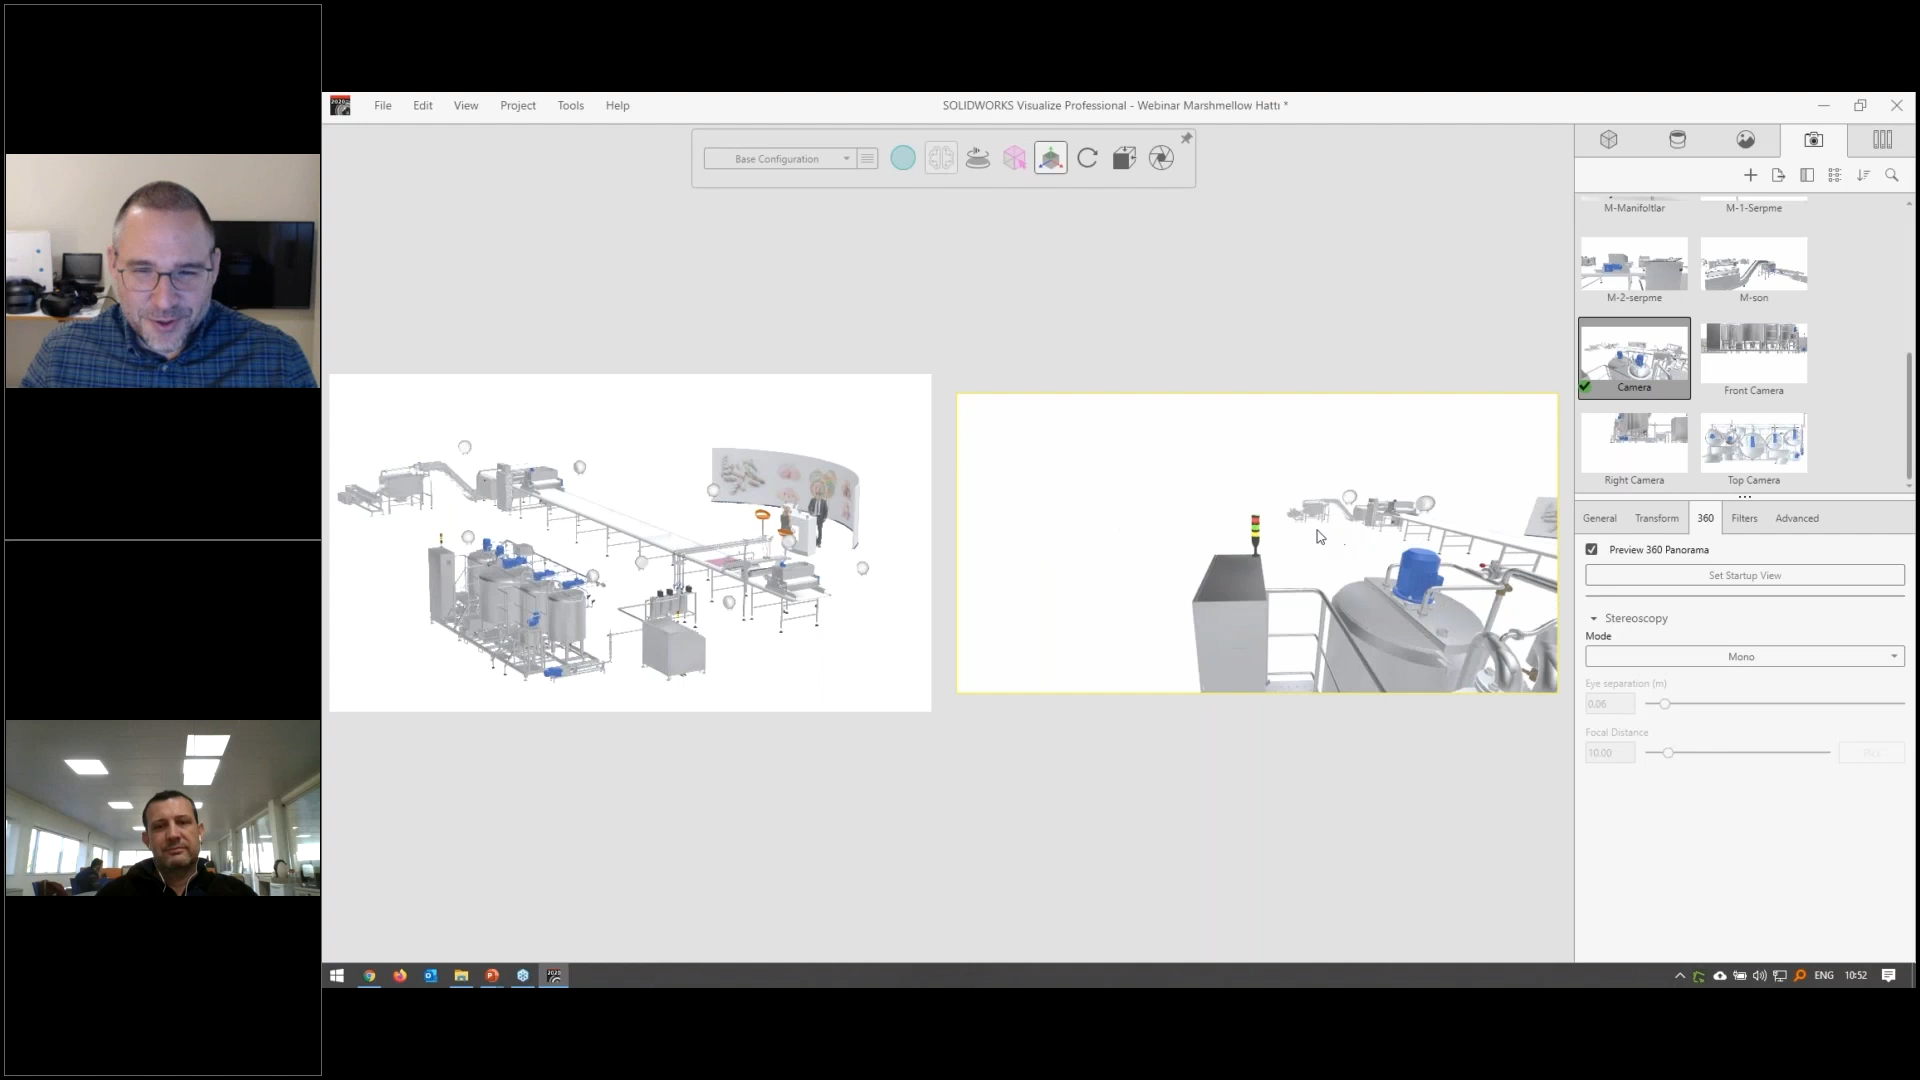 File Edit View Project Tools Help
SOLIDWORKS Visualize Professional - Webinar Marshmellow Hattı *
Base Configuration
M-Manifoltlar M-1-Serpme
M-2-serpme M-son
Camera Front Camera
Right Camera Top Camera
General Transform 360 Filters Advanced
Preview 360 Panorama
Set Startup View
Stereoscopy
Mode
Mono
Eye separation (m)
0.06
Focal Distance
10.00
Pick
ENG 10:52